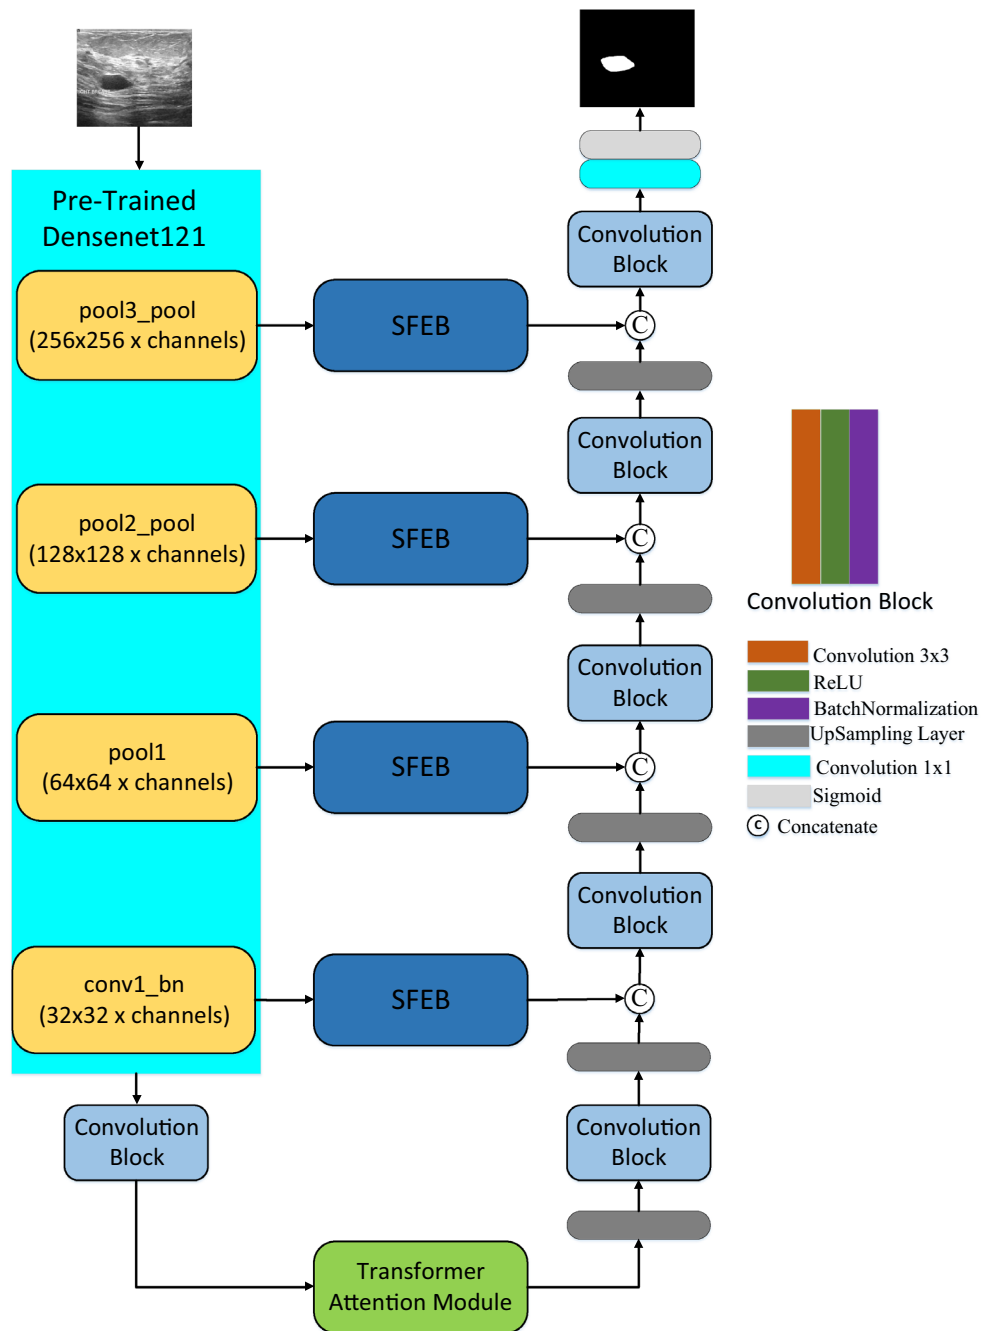 Pre-Trained
Densenet121
pool3_pool
(256x256 x channels)
SFEB
C
Convolution
Block
pool2_pool
(128x128 x channels)
SFEB
C
Convolution
Block
pool1
(64x64 x channels)
SFEB
C
Convolution
Block
conv1_bn
(32x32 x channels)
SFEB
C
Convolution
Block
Convolution
Block
Convolution
Block
Transformer
Attention Module
Convolution Block
Convolution 3x3
ReLU
BatchNormalization
UpSampling Layer
Convolution 1x1
Sigmoid
C Concatenate